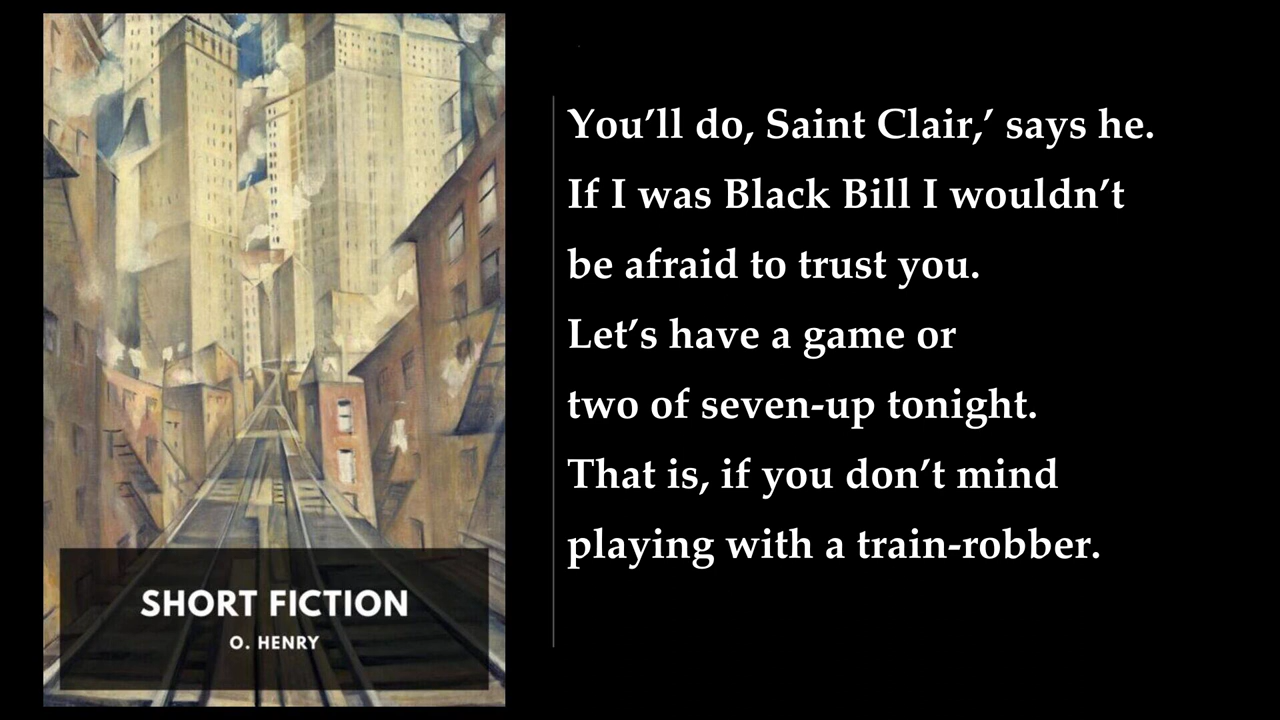 SHORT FICTION
O. HENRY
You’ll do, Saint Clair,’ says he.
If I was Black Bill I wouldn’t
be afraid to trust you.
Let’s have a game or
two of seven-up tonight.
That is, if you don’t mind
playing with a train-robber.